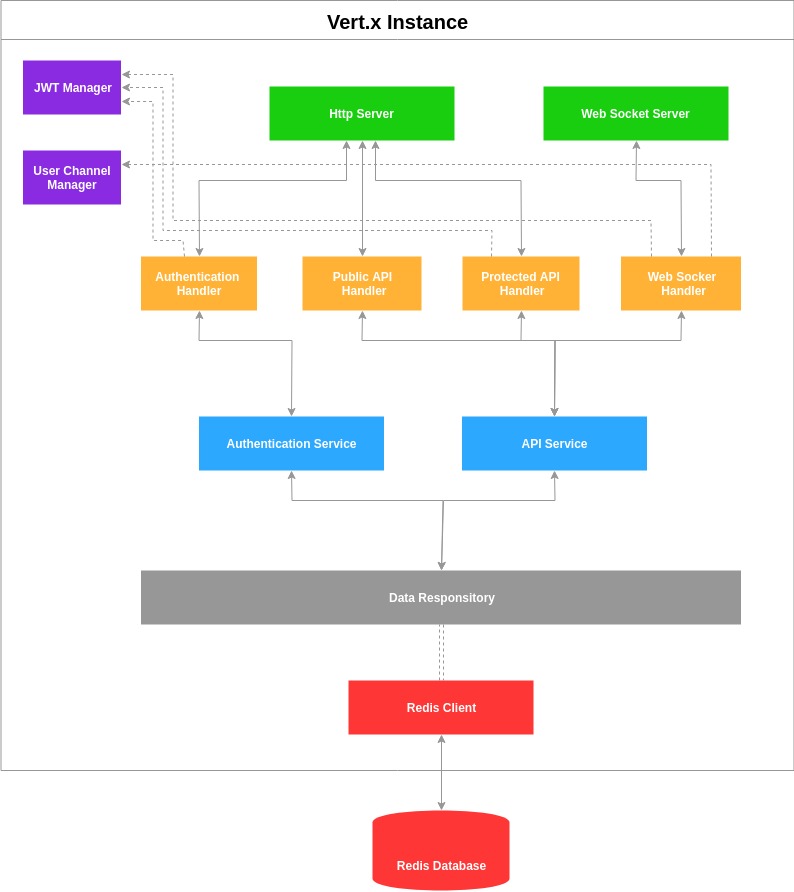 Vert.x Instance
JWT Manager
Http Server
Web Socket Server
User Channel
Manager
Authentication
Handler
Public API
Handler
Protected API
Handler
Web Socker
Handler
Authentication Service
API Service
Data Responsitory
Redis Client
Redis Database